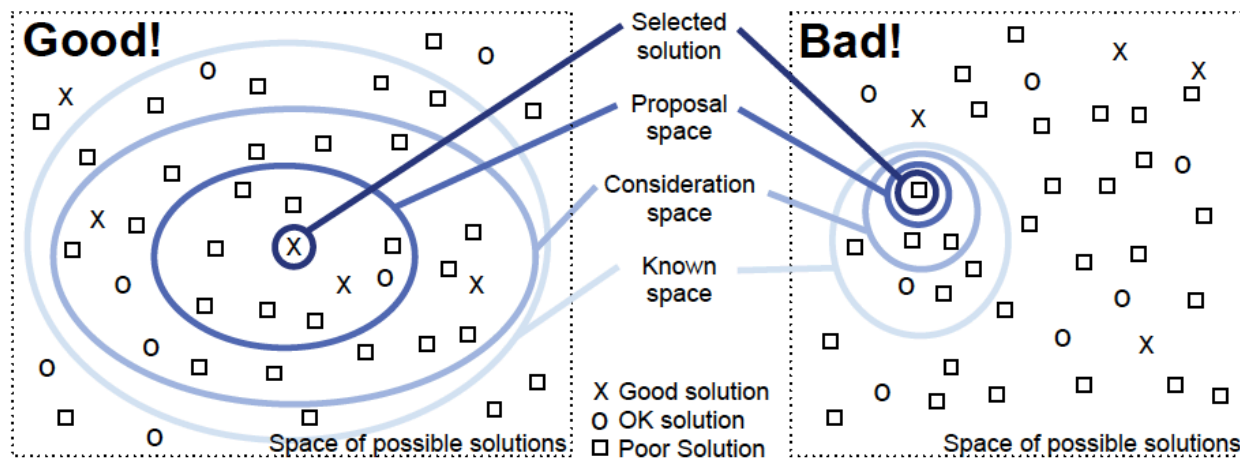 Good!
Selected
solution
Bad!
Proposal
space
Consideration
space
Known
space
X Good solution
O OK solution
Poor Solution
Space of possible solutions
Space of possible solutions